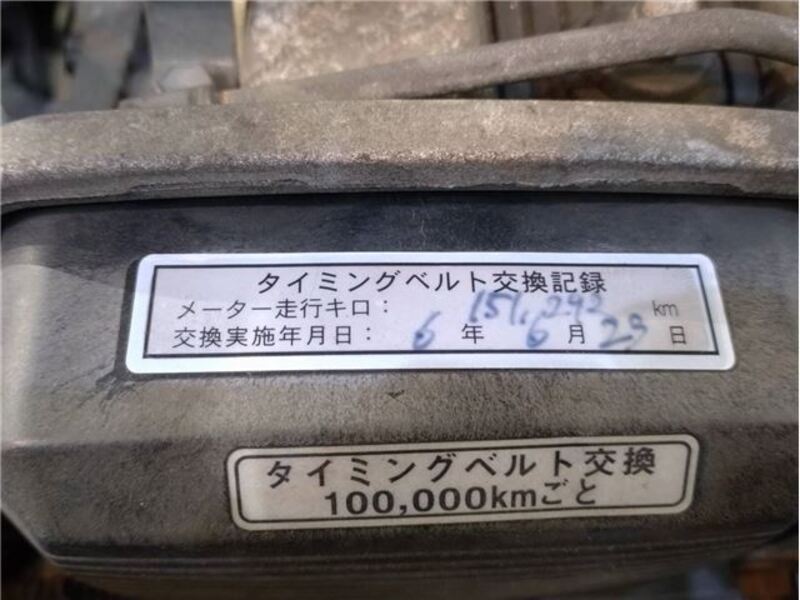 タイミングベルト交換記録
メーター走行キロ： 151,292 km
交換実施年月日： 6 年 6 月 29 日
タイミングベルト交換
100,000kmごと